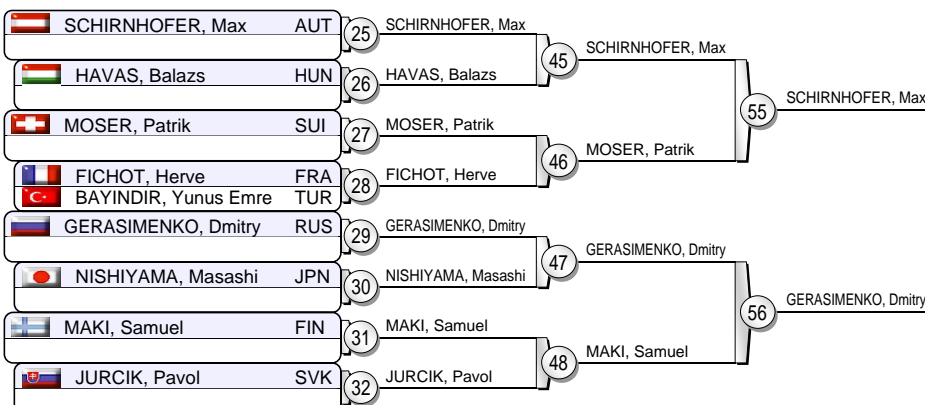 SCHIRNHOFER, Max AUT
25
SCHIRNHOFER, Max
HAVAS, Balazs HUN
26
HAVAS, Balazs
45
SCHIRNHOFER, Max
MOSER, Patrik SUI
27
MOSER, Patrik
FICHOT, Herve FRA
BAYINDIR, Yunus Emre TUR
28
FICHOT, Herve
46
MOSER, Patrik
55
SCHIRNHOFER, Max
GERASIMENKO, Dmitry RUS
29
GERASIMENKO, Dmitry
NISHIYAMA, Masashi JPN
30
NISHIYAMA, Masashi
47
GERASIMENKO, Dmitry
MAKI, Samuel FIN
31
MAKI, Samuel
JURCIK, Pavol SVK
32
JURCIK, Pavol
48
MAKI, Samuel
56
GERASIMENKO, Dmitry